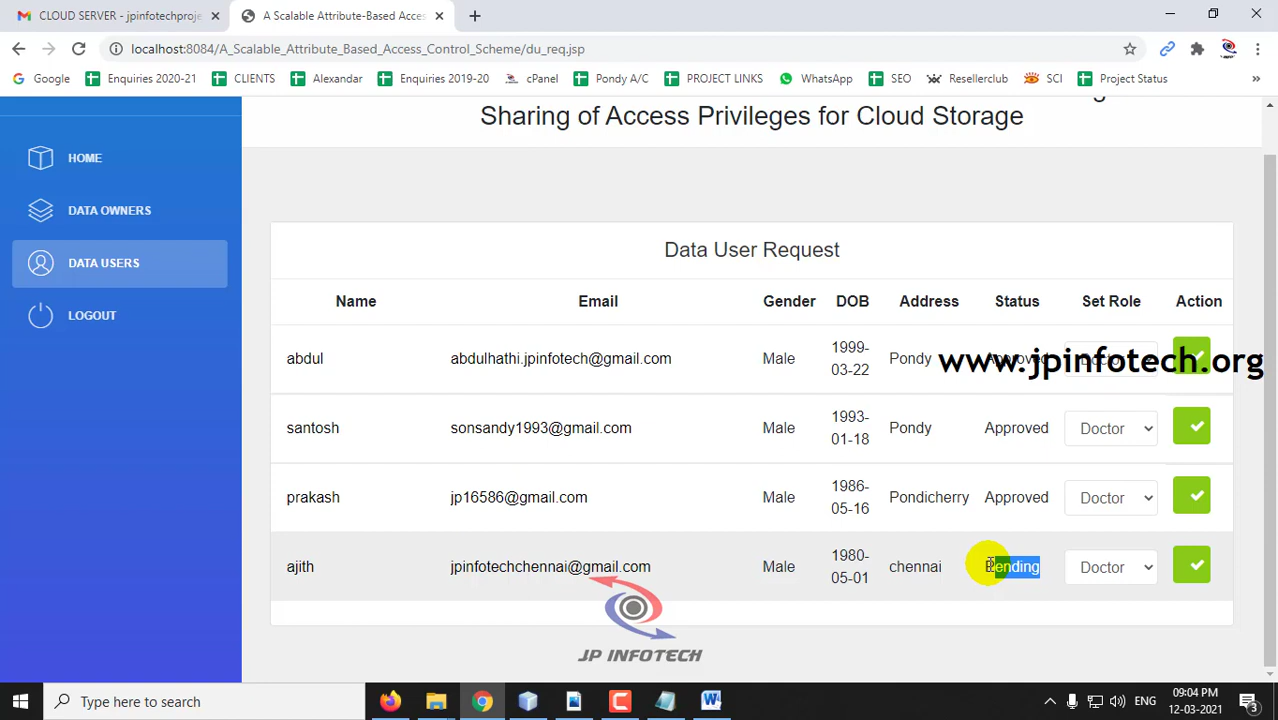 CLOUD SERVER - jpinfotechproje
A Scalable Attribute-Based Acces
localhost:8084/A_Scalable_Attribute_Based_Access_Control_Scheme/du_req.jsp
Google Enquiries 2020-21 CLIENTS Alexandar Enquiries 2019-20 cPanel Pondy A/C PROJECT LINKS WhatsApp SEO Resellerclub SCI Project Status »
Sharing of Access Privileges for Cloud Storage
HOME
DATA OWNERS
DATA USERS
LOGOUT
Data User Request
Name Email Gender DOB Address Status Set Role Action
abdul abdulhathi.jpinfotech@gmail.com Male 1999-03-22 Pondy Approved Doctor
www.jpinfotech.org
santosh sonsandy1993@gmail.com Male 1993-01-18 Pondy Approved Doctor
prakash jp16586@gmail.com Male 1986-05-16 Pondicherry Approved Doctor
ajith jpinfotechchennai@gmail.com Male 1980-05-01 chennai Pending Doctor
JP INFOTECH
Type here to search
ENG
09:04 PM
12-03-2021
3